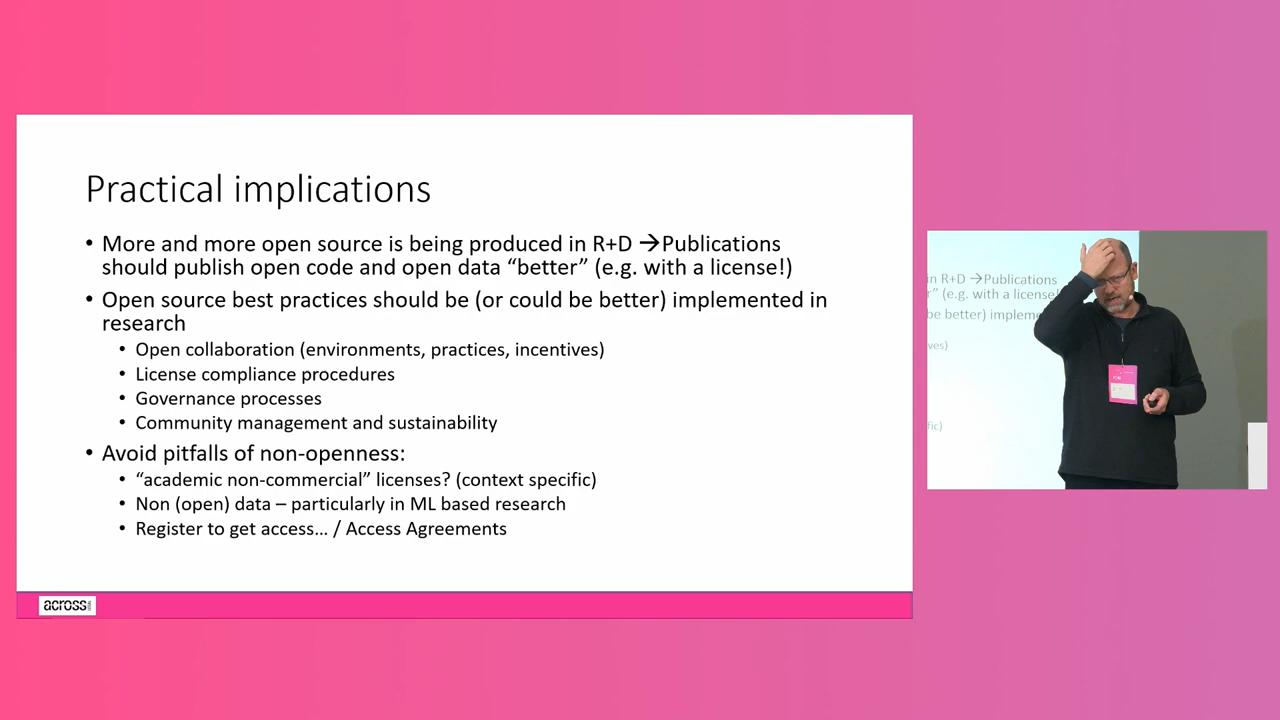 Practical implications
• More and more open source is being produced in R+D →Publications
should publish open code and open data “better” (e.g. with a license!)
• Open source best practices should be (or could be better) implemented in
research
• Open collaboration (environments, practices, incentives)
• License compliance procedures
• Governance processes
• Community management and sustainability
• Avoid pitfalls of non-openness:
• “academic non-commercial” licenses? (context specific)
• Non (open) data – particularly in ML based research
• Register to get access… / Access Agreements
across
in R+D →Publications
(e.g. with a license!
be better) impleme
ves)
fic)